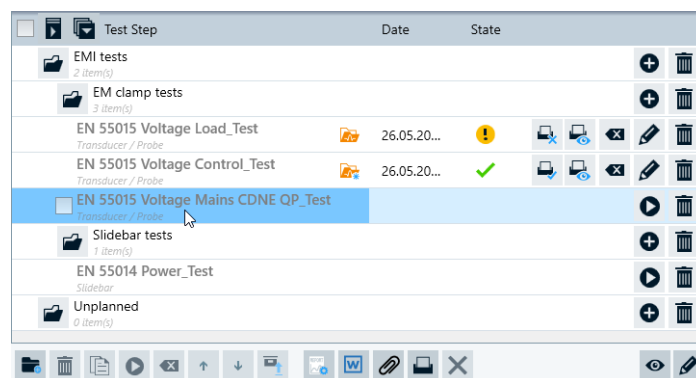 Test Step Date State
EMI tests
2 item(s)
EM clamp tests
3 item(s)
EN 55015 Voltage Load_Test 26.05.20...
Transducer / Probe
EN 55015 Voltage Control_Test 26.05.20...
Transducer / Probe
EN 55015 Voltage Mains CDNE QP_Test
Transducer / Probe
Slidebar tests
1 item(s)
EN 55014 Power_Test
Slidebar
Unplanned
0 item(s)
W